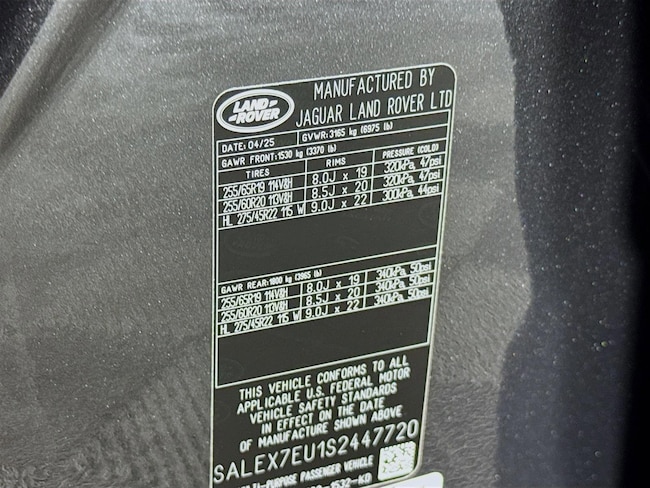 LAND ROVER
MANUFACTURED BY
JAGUAR LAND ROVER LTD
DATE: 04/25 GVWR:3165 kg (6975 lb)
GAWR FRONT:1530 kg (3370 lb)
TIRES RIMS PRESSURE (COLD)
255/65R19 114V&H 8.0J x 19 320kPa, 47psi
255/60R20 113V&H 8.5J x 20 320kPa, 47psi
HL 275/45R22 115 W 9.0J x 22 300kPa, 44psi
GAWR REAR:1800 kg (3965 lb)
255/65R19 114V&H 8.0J x 19 340kPa, 50psi
255/60R20 113V&H 8.5J x 20 340kPa, 50psi
HL 275/45R22 115 W 9.0J x 22 340kPa, 50psi
THIS VEHICLE CONFORMS TO ALL
APPLICABLE U.S. FEDERAL MOTOR
VEHICLE SAFETY STANDARDS
IN EFFECT ON THE DATE
OF MANUFACTURE SHOWN ABOVE
SALEX7EU1S2447720
MULTI-PURPOSE PASSENGER VEHICLE